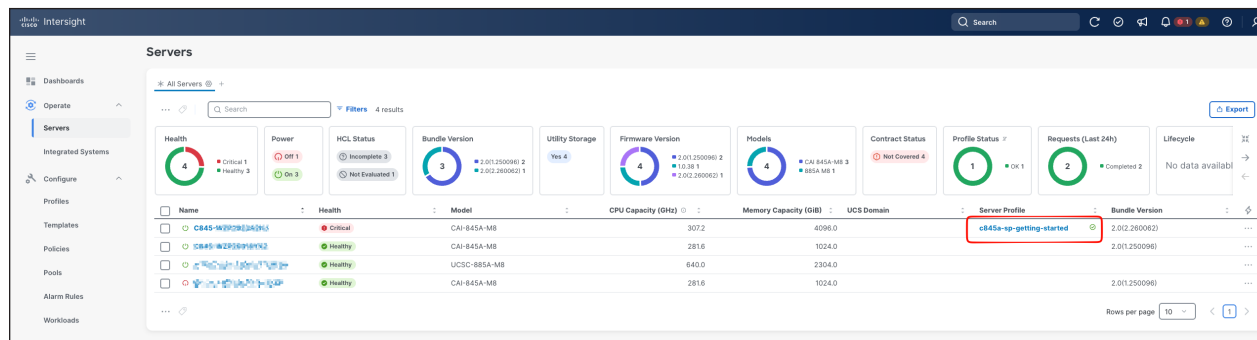 cisco Intersight
Search
1
Servers
Dashboards
Operate
Servers
Integrated Systems
Configure
Profiles
Templates
Policies
Pools
Alarm Rules
Workloads
All Servers
Search
Filters 4 results
Export
Health
4
Critical 1
Healthy 3
Power
Off 1
On 3
HCL Status
Incomplete 3
Not Evaluated 1
Bundle Version
3
2.0(1.250096) 2
2.0(2.260062) 1
Utility Storage
Yes 4
Firmware Version
4
2.0(1.250096) 2
1.0.38 1
2.0(2.260062) 1
Models
4
CAI 845A-M8 3
885A M8 1
Contract Status
Not Covered 4
Profile Status
1
OK 1
Requests (Last 24h)
2
Completed 2
Lifecycle
No data availabl
Name Health Model CPU Capacity (GHz) Memory Capacity (GiB) UCS Domain Server Profile Bundle Version
Critical CAI-845A-M8 307.2 4096.0 c845a-sp-getting-started 2.0(2.260062)
Healthy CAI-845A-M8 281.6 1024.0 2.0(1.250096)
Healthy UCSC-885A-M8 640.0 2304.0
Healthy CAI-845A-M8 281.6 1024.0 2.0(1.250096)
Rows per page 10 1